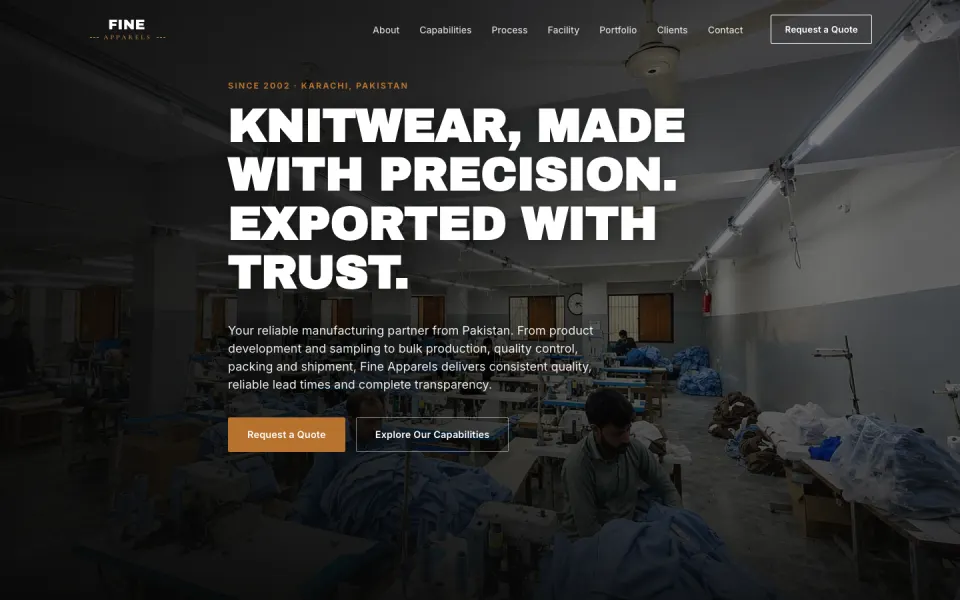 FINE
APPARELS
About
Capabilities
Process
Facility
Portfolio
Clients
Contact
Request a Quote
SINCE 2002 · KARACHI, PAKISTAN
KNITWEAR, MADE
WITH PRECISION.
EXPORTED WITH
TRUST.
Your reliable manufacturing partner from Pakistan. From product
development and sampling to bulk production, quality control,
packing and shipment, Fine Apparels delivers consistent quality,
reliable lead times and complete transparency.
Request a Quote
Explore Our Capabilities